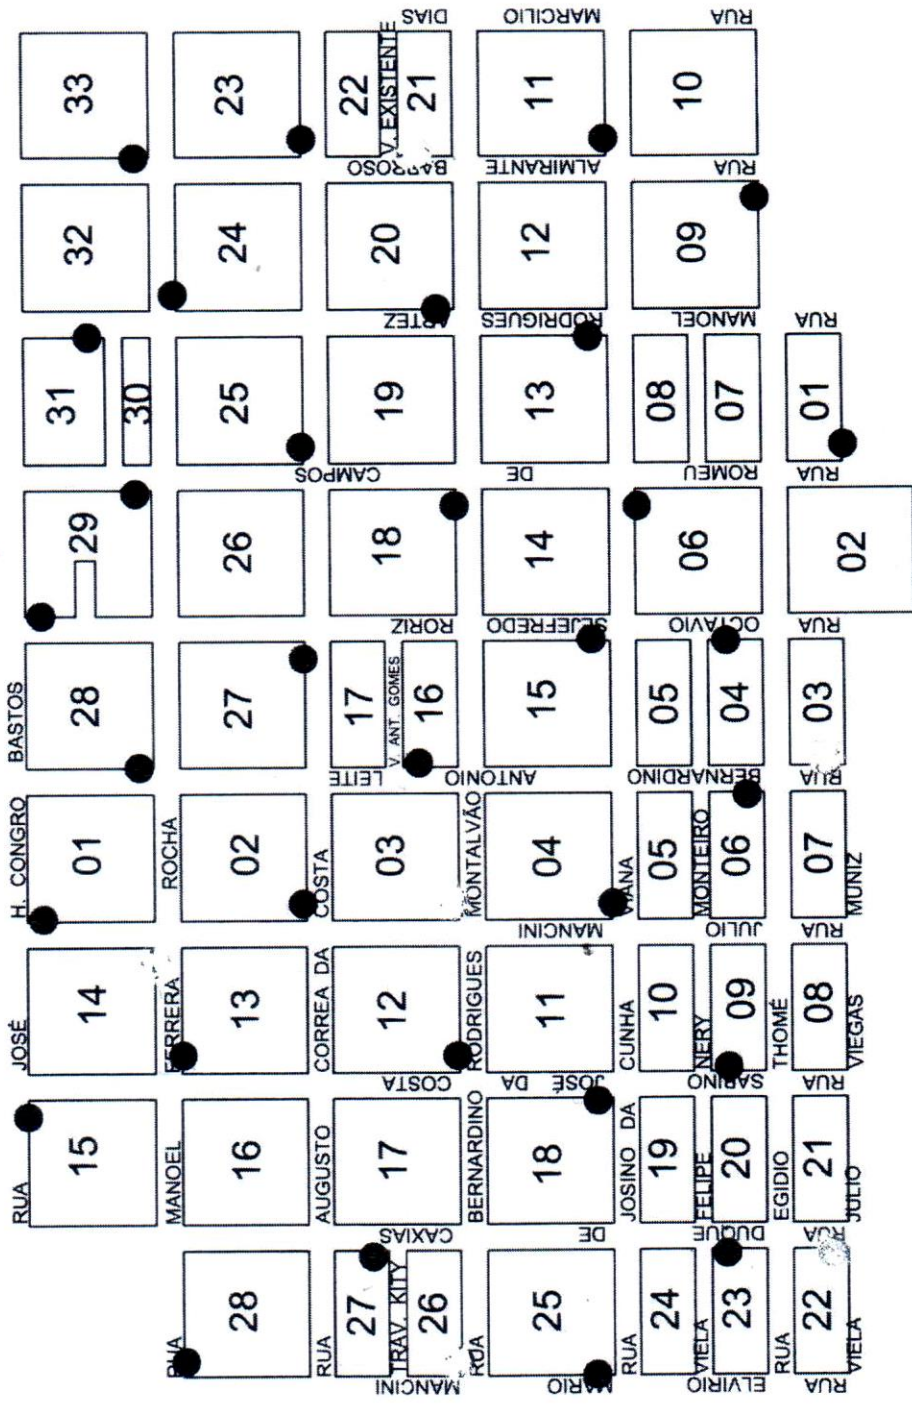 RUA JOSÉ H. CONGRO BASTOS
15 14 01 28 29 31 32 33
30
RUA MANOEL FERRERA ROCHA
28 16 13 02 27 26 25 24 23
RUA AUGUSTO CORREA DA COSTA
27 17 12 03 17 18 19 20 22
TRAV. KITY V. ANT. GOMES V. EXISTENTE
26 16 21
RUA BERNARDINO RODRIGUES MONTALVÃO
25 18 11 04 15 14 13 12 11
RUA JOSINO DA CUNHA VIANA
24 19 10 05 05 06 08 09 10
VIELA FELIPE NERY MONTEIRO
23 20 09 06 04 07
RUA EGIDIO THOMÉ
22 21 08 07 03 02 01
VIELA JULIO VIEGAS MUNIZ
RUA ELVIRIO MARIO MANCINI
RUA DUQUE DE CAXIAS
RUA SABINO JOSÉ DA COSTA
RUA JULIO MANCINI
RUA BERNARDINO ANTONIO LEITE
RUA OCTAVIO SEJEFREDO RORIZ
RUA ROMEU DE CAMPOS
RUA MANOEL RODRIGUES ARTEZ
RUA ALMIRANTE BARROSO
RUA MARCILIO DIAS